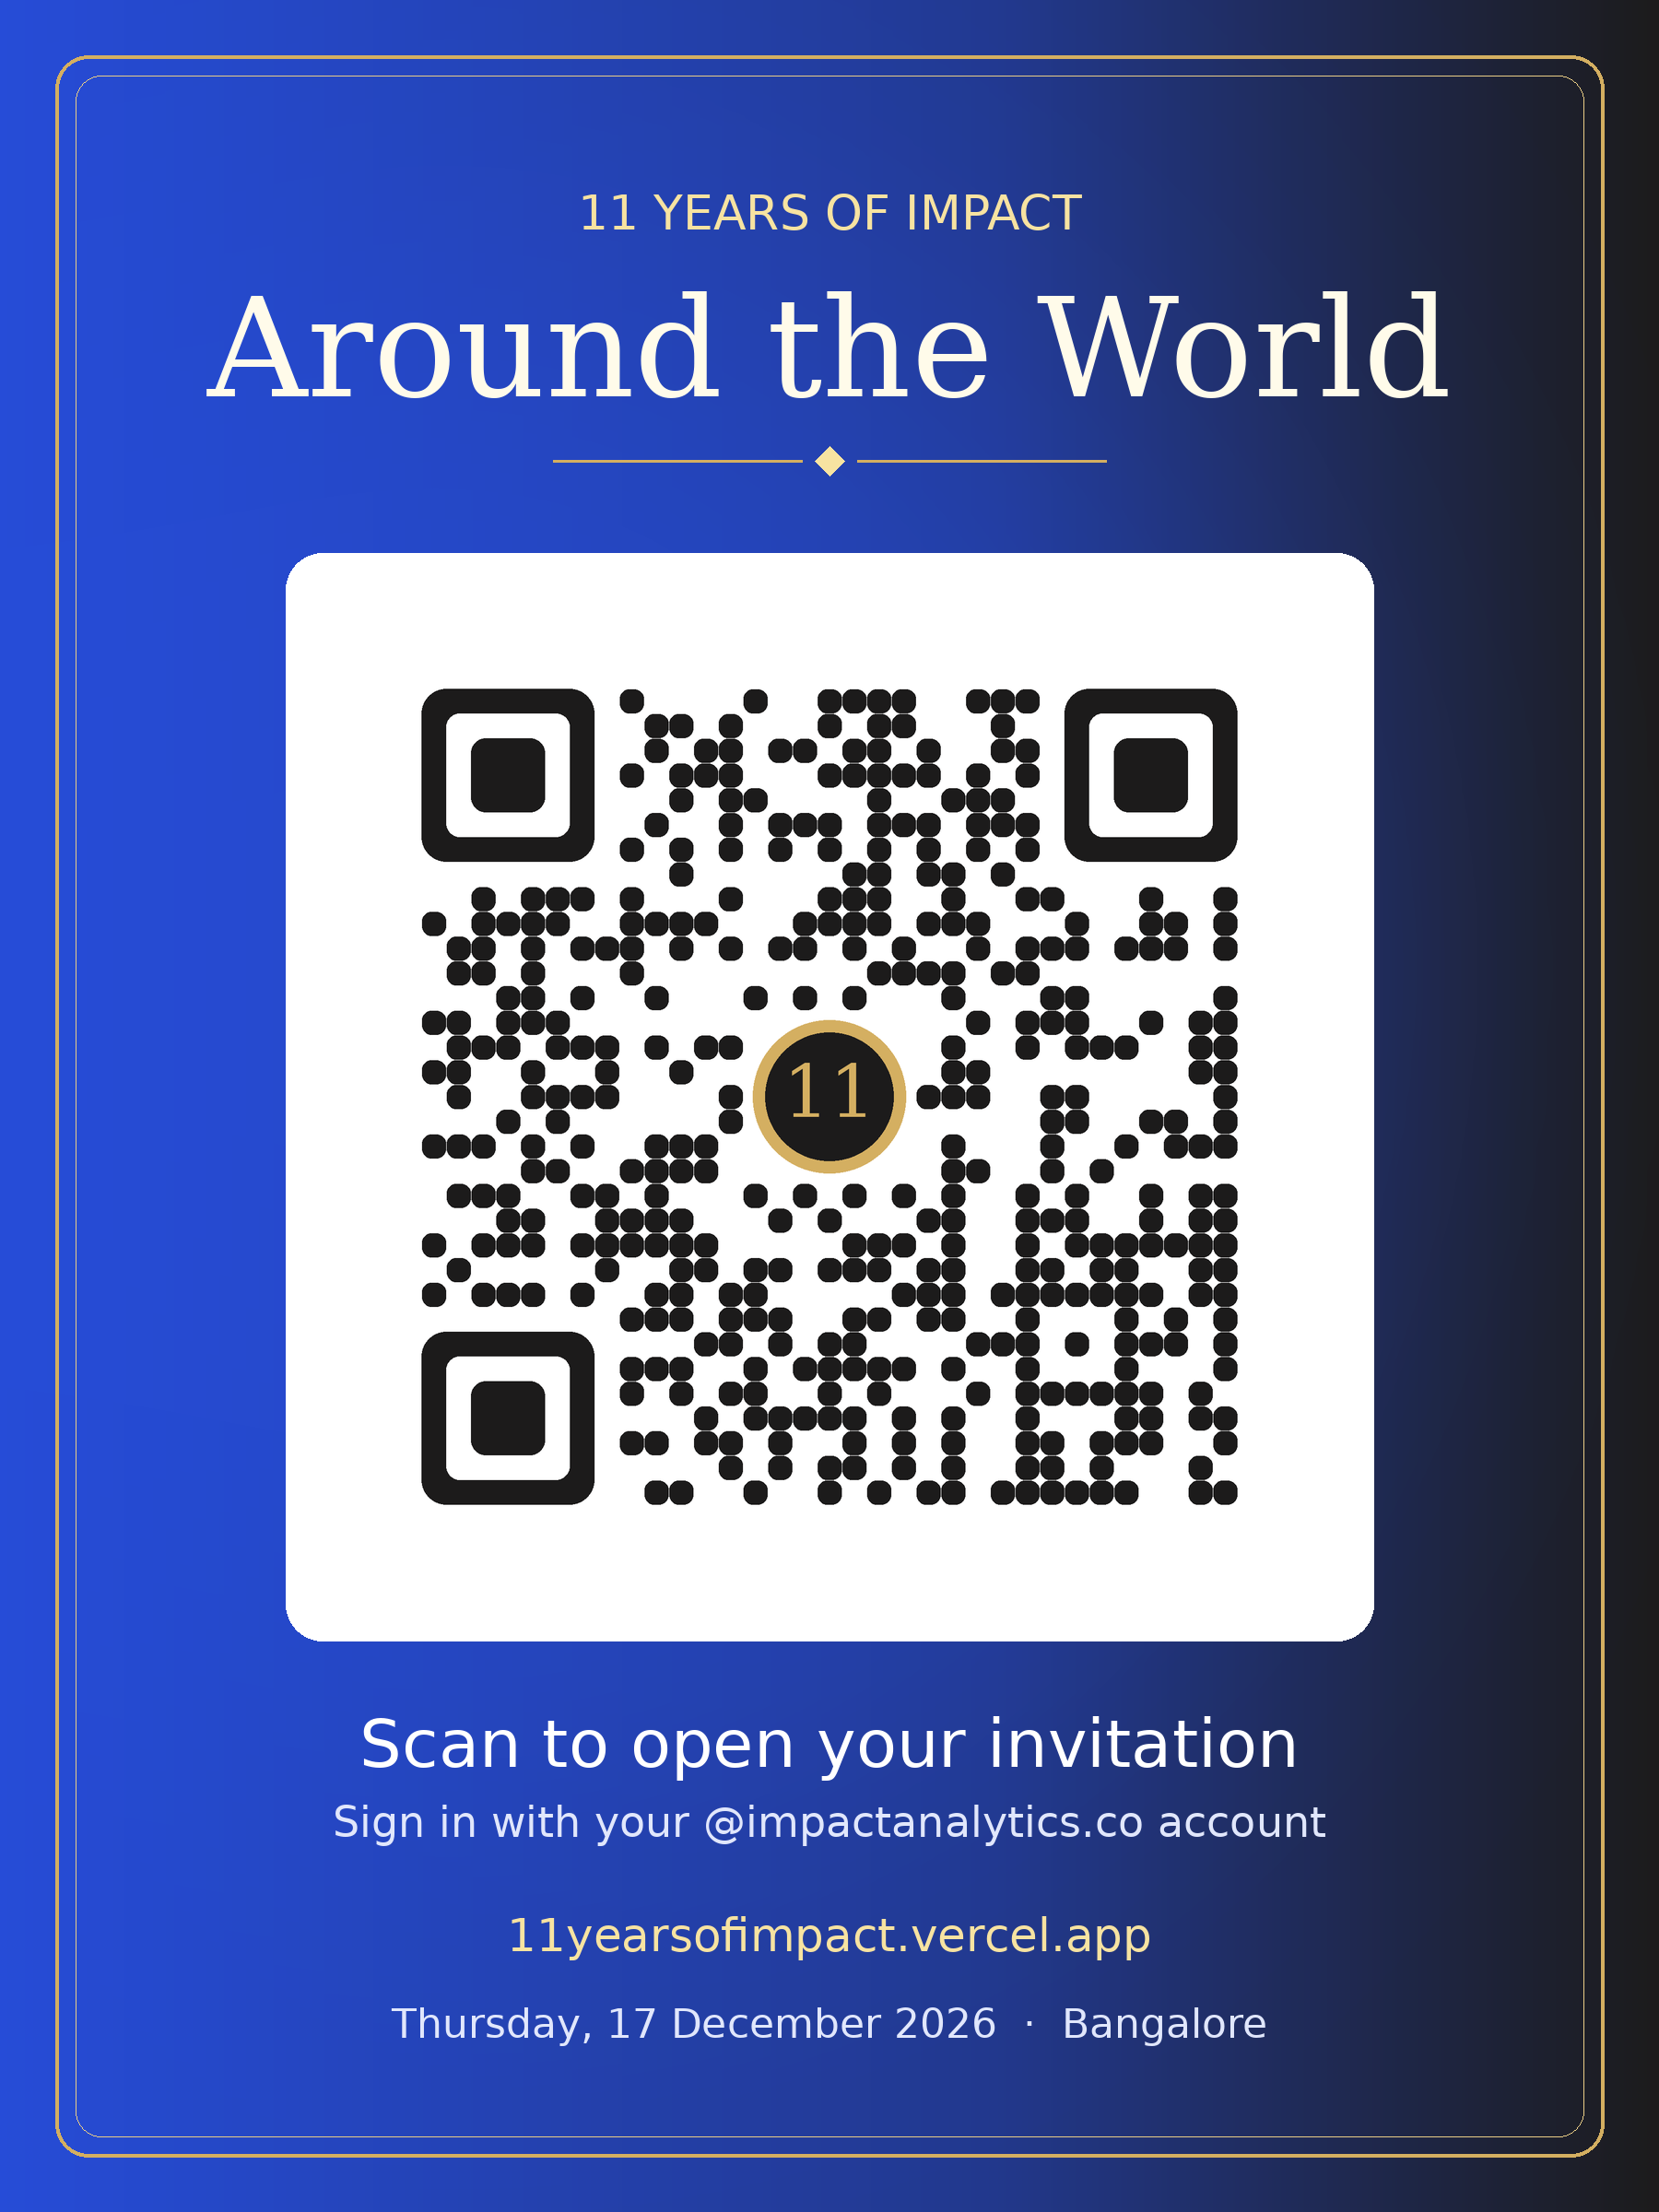 11 YEARS OF IMPACT
Around the World
11
Scan to open your invitation
Sign in with your @impactanalytics.co account
11yearsofimpact.vercel.app
Thursday, 17 December 2026 · Bangalore